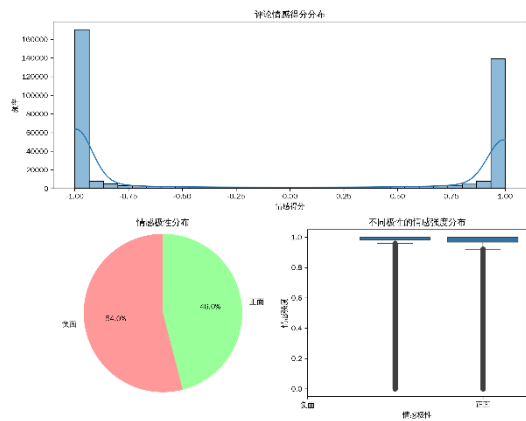 评论情感得分分布
160000
140000
120000
100000
80000
60000
40000
20000
0
频率
-1.00
-0.75
-0.50
-0.25
0.00
0.25
0.50
0.75
1.00
情感得分
情感极性分布
负面
54.0%
46.0%
正面
不同极性的情感强度分布
1.0
0.8
0.6
0.4
0.2
0.0
情感强度
负面
正面
情感极性